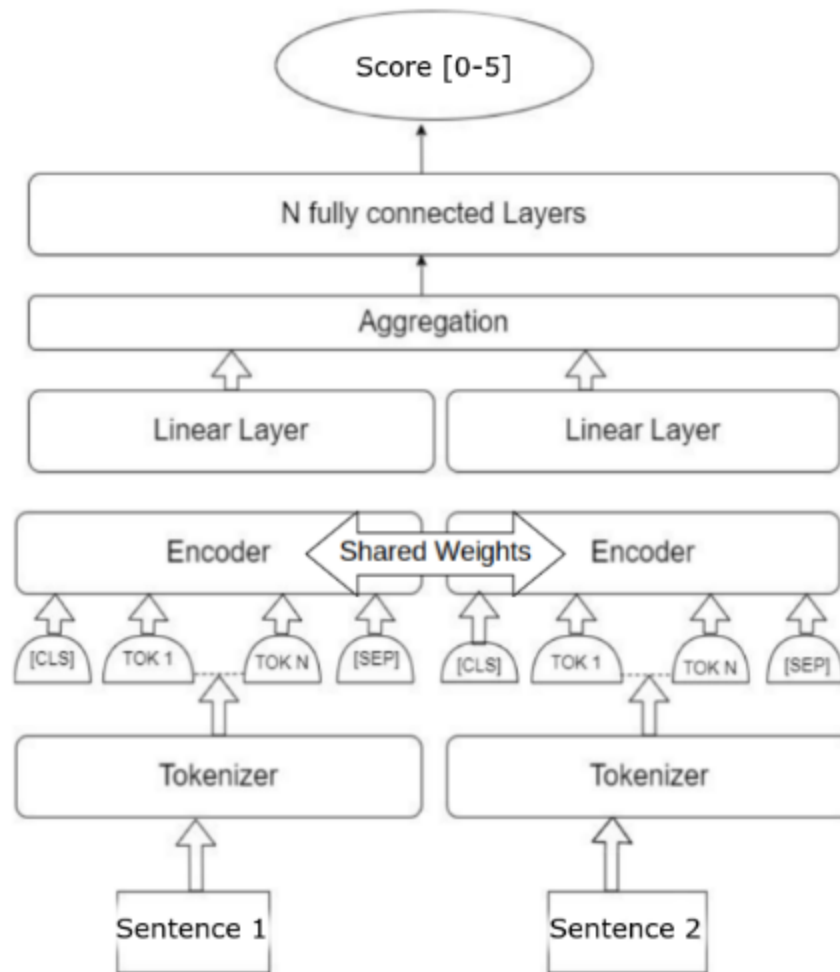 Score [0-5]
N fully connected Layers
Aggregation
Linear Layer
Linear Layer
Encoder
Shared Weights
Encoder
[CLS]
TOK 1
TOK N
[SEP]
[CLS]
TOK 1
TOK N
[SEP]
Tokenizer
Tokenizer
Sentence 1
Sentence 2